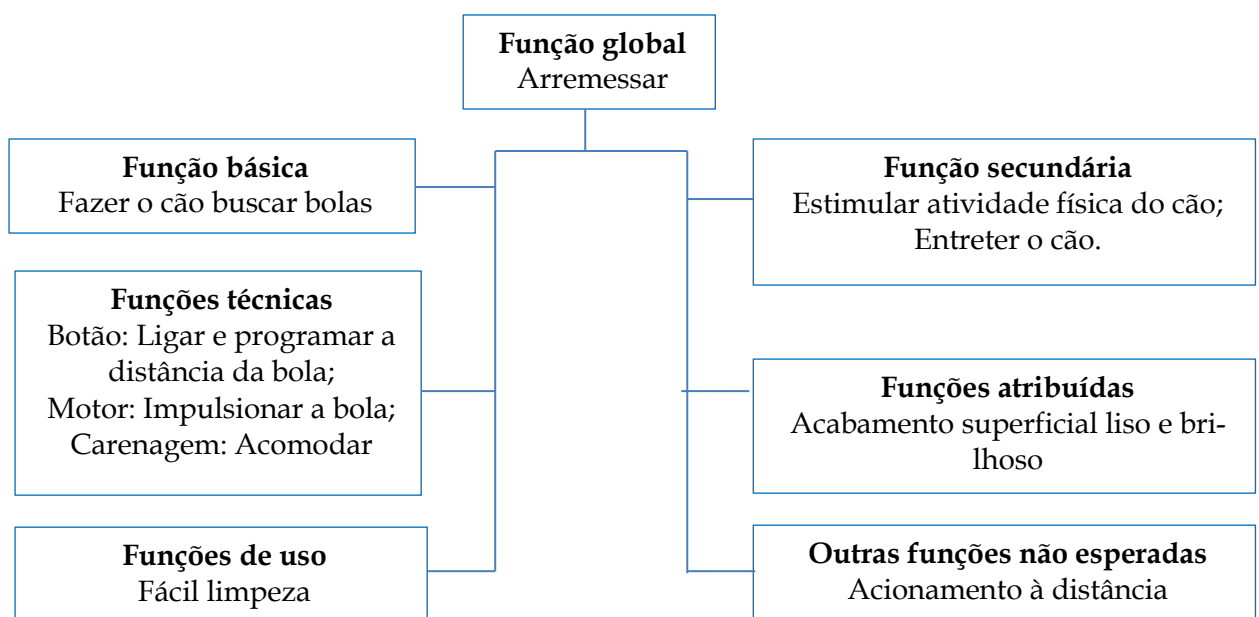 Função global
Arremessar
Função básica
Fazer o cão buscar bolas
Função secundária
Estimular atividade física do cão;
Entreter o cão.
Funções técnicas
Botão: Ligar e programar a
distância da bola;
Motor: Impulsionar a bola;
Carenagem: Acomodar
Funções atribuídas
Acabamento superficial liso e bri-
lhoso
Funções de uso
Fácil limpeza
Outras funções não esperadas
Acionamento à distância